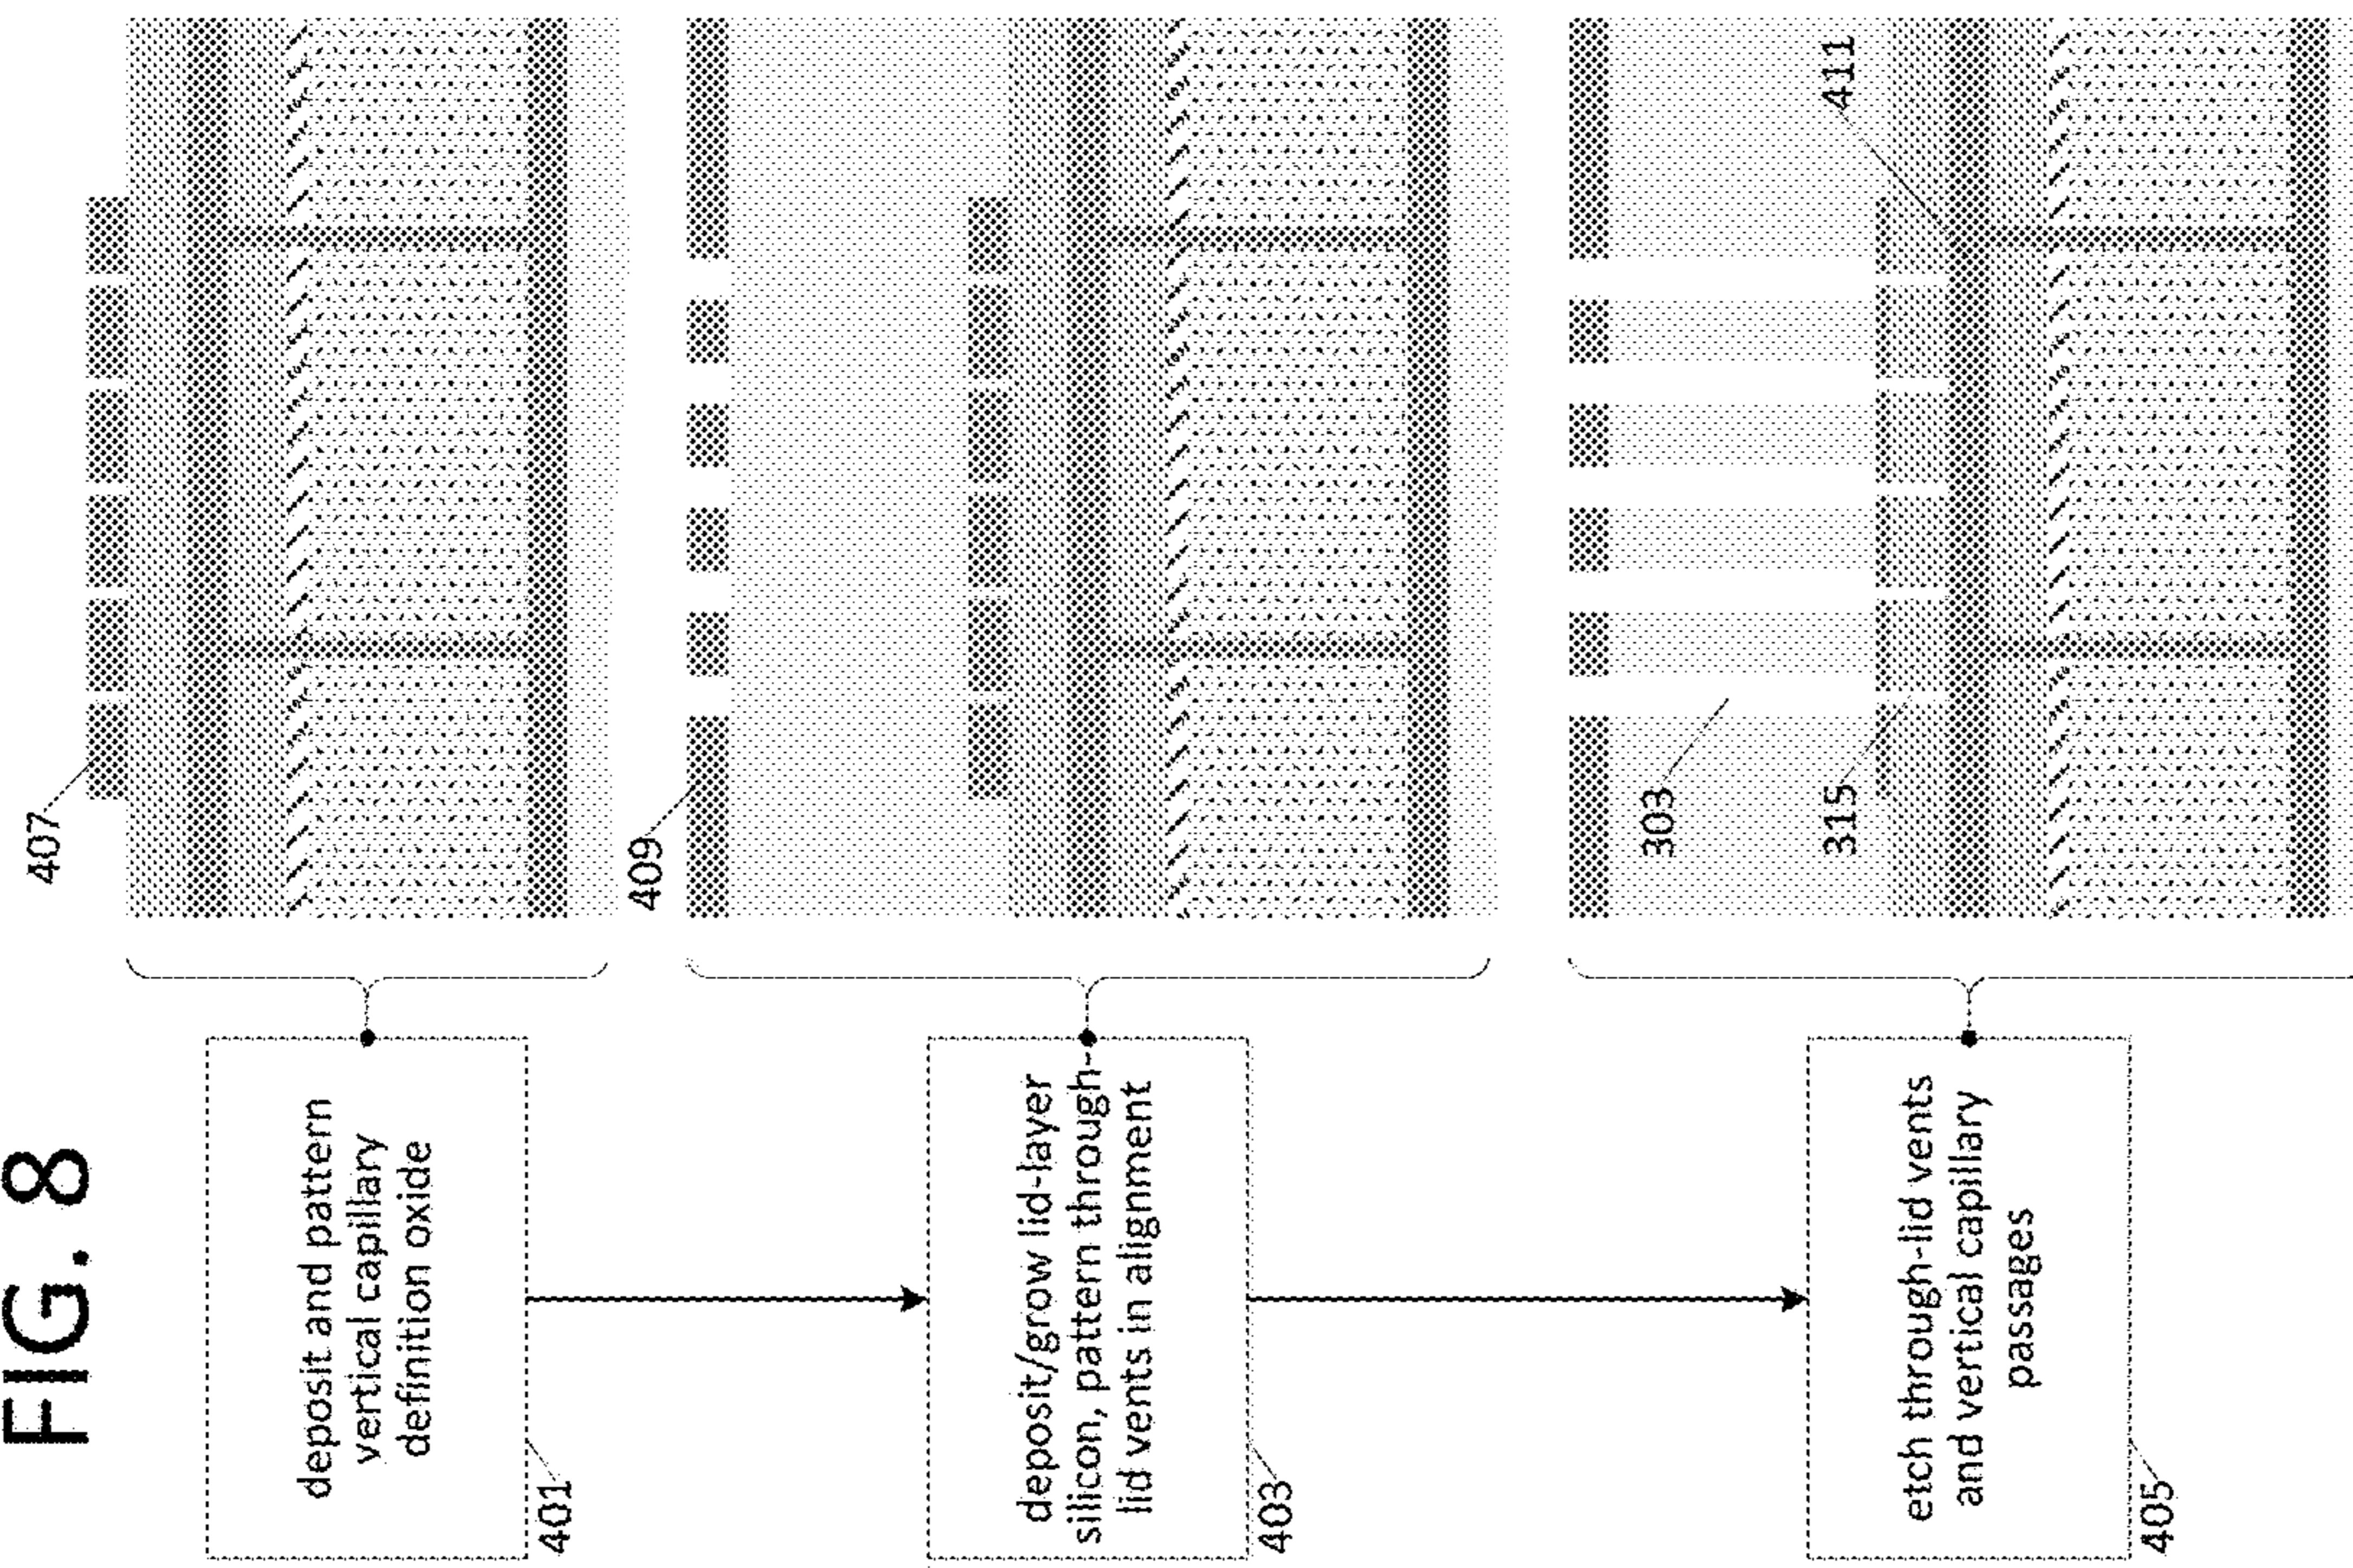 FIG. 8
deposit and pattern
vertical capillary
definition oxide
401
407
deposit/grow lid-layer
silicon, pattern through-
lid vents in alignment
403
409
etch through-lid vents
and vertical capillary
passages
405
303
315
411